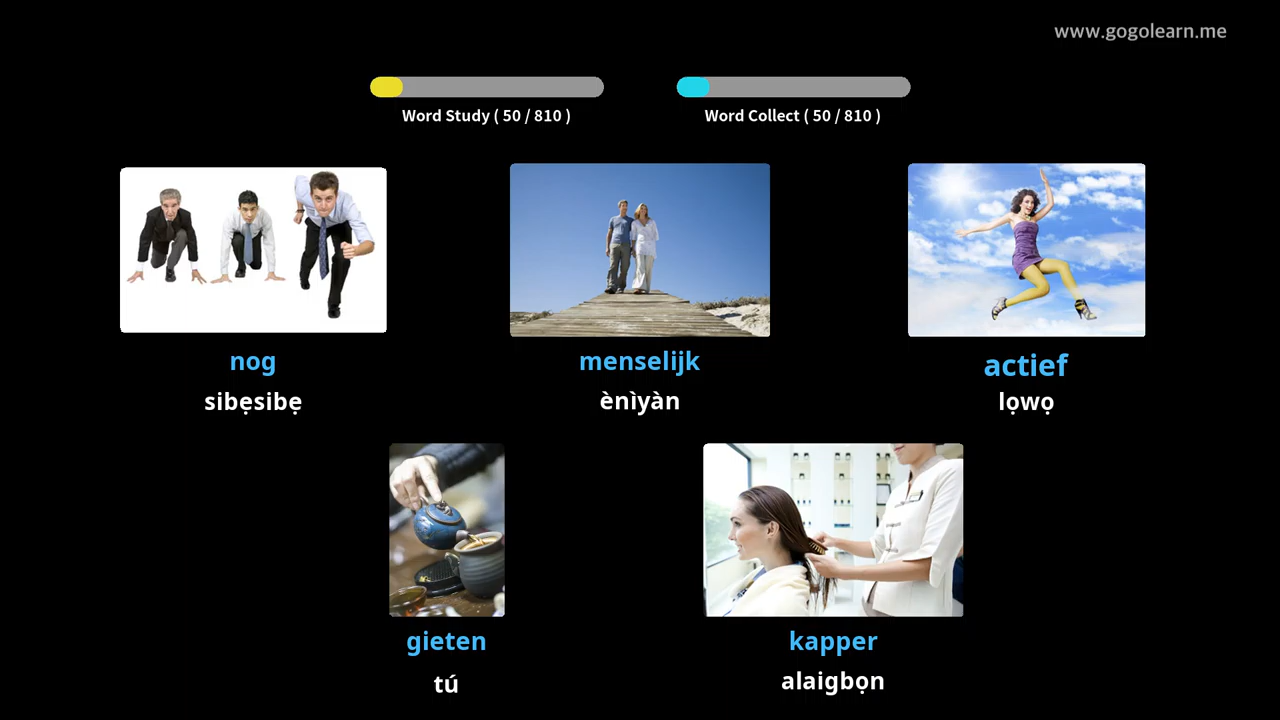 www.gogolearn.me
Word Study ( 50 / 810 )
Word Collect ( 50 / 810 )
nog
sibẹsibẹ
menselijk
ènìyàn
actief
lọwọ
gieten
tú
kapper
alaigbọn